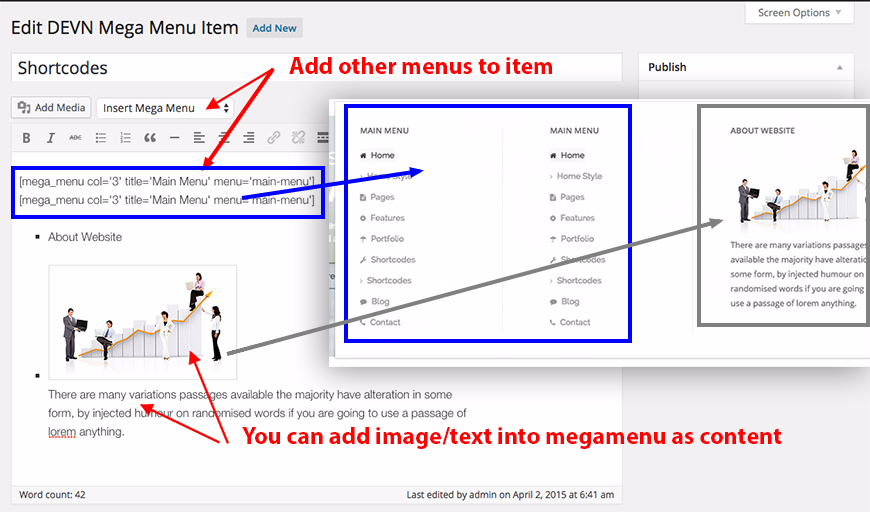 Screen Options
Edit DEVN Mega Menu Item Add New
Shortcodes
Add other menus to item
Publish
Add Media Insert Mega Menu
B I ABC
[mega_menu col='3' title='Main Menu' menu='main-menu']
[mega_menu col='3' title='Main Menu' menu='main-menu']
About Website
There are many variations passages available the majority have alteration in some
form, by injected humour on randomised words if you are going to use a passage of
lorem anything.
You can add image/text into megamenu as content
Word count: 42
Last edited by admin on April 2, 2015 at 6:41 am
MAIN MENU
Home
Home Style
Pages
Features
Portfolio
Shortcodes
Shortcodes
Blog
Contact
MAIN MENU
Home
Home Style
Pages
Features
Portfolio
Shortcodes
Shortcodes
Blog
Contact
ABOUT WEBSITE
There are many variations passages
available the majority have alteration
some form, by injected humour on
randomised words if you are going
use a passage of lorem anything.